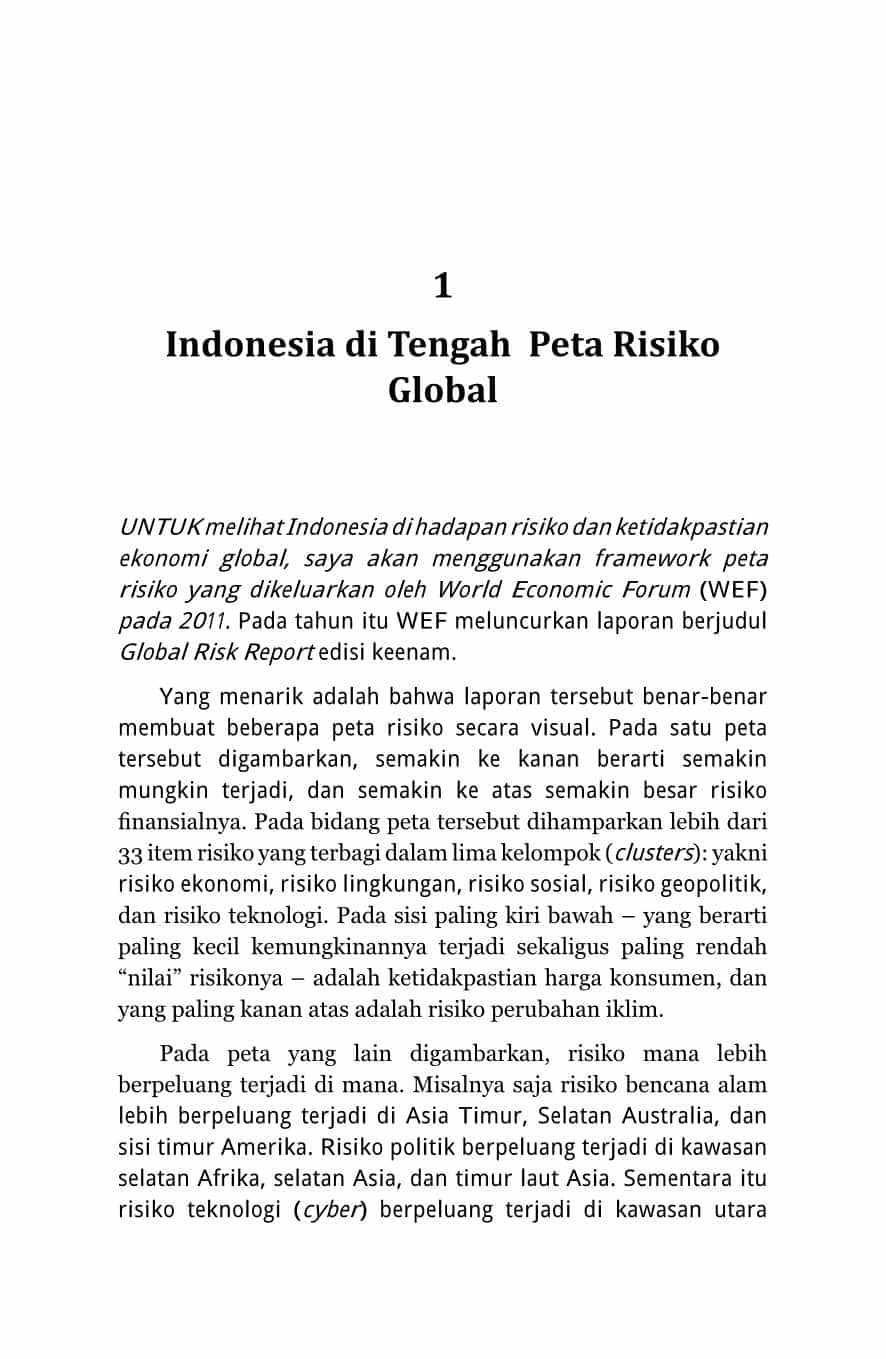 1
Indonesia di Tengah Peta Risiko
Global
UNTUK melihat Indonesia di hadapan risiko dan ketidakpastian
ekonomi global, saya akan menggunakan framework peta
risiko yang dikeluarkan oleh World Economic Forum (WEF)
pada 2011. Pada tahun itu WEF meluncurkan laporan berjudul
Global Risk Report edisi keenam.
Yang menarik adalah bahwa laporan tersebut benar-benar
membuat beberapa peta risiko secara visual. Pada satu peta
tersebut digambarkan, semakin ke kanan berarti semakin
mungkin terjadi, dan semakin ke atas semakin besar risiko
finansialnya. Pada bidang peta tersebut dihamparkan lebih dari
33 item risiko yang terbagi dalam lima kelompok (clusters): yakni
risiko ekonomi, risiko lingkungan, risiko sosial, risiko geopolitik,
dan risiko teknologi. Pada sisi paling kiri bawah – yang berarti
paling kecil kemungkinannya terjadi sekaligus paling rendah
“nilai” risikonya – adalah ketidakpastian harga konsumen, dan
yang paling kanan atas adalah risiko perubahan iklim.
Pada peta yang lain digambarkan, risiko mana lebih
berpeluang terjadi di mana. Misalnya saja risiko bencana alam
lebih berpeluang terjadi di Asia Timur, Selatan Australia, dan
sisi timur Amerika. Risiko politik berpeluang terjadi di kawasan
selatan Afrika, selatan Asia, dan timur laut Asia. Sementara itu
risiko teknologi (cyber) berpeluang terjadi di kawasan utara